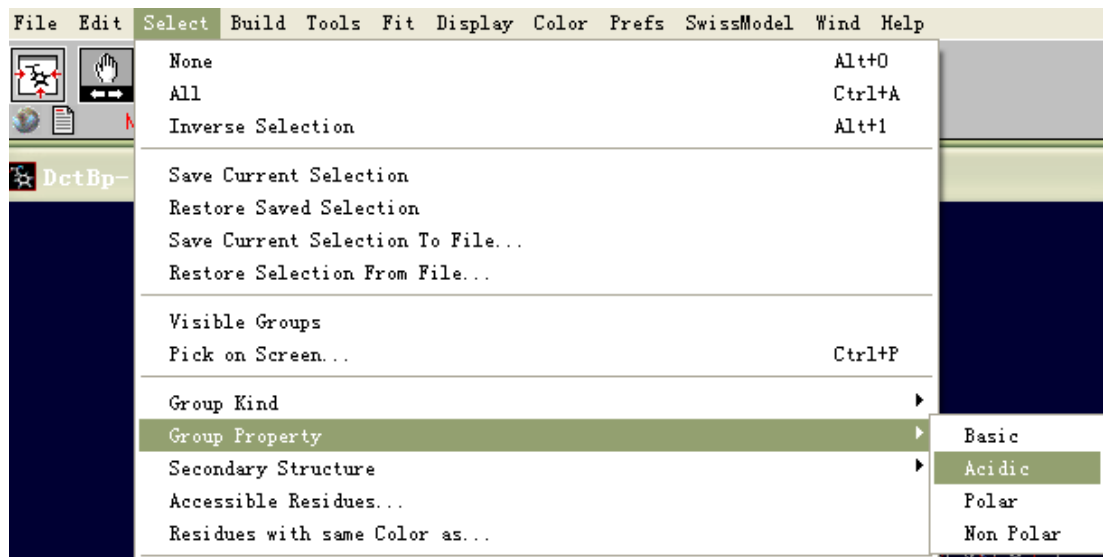 File Edit Select Build Tools Fit Display Color Prefs SwissModel Wind Help
None Alt+0
All Ctrl+A
Inverse Selection Alt+1
DctBp-
Save Current Selection
Restore Saved Selection
Save Current Selection To File...
Restore Selection From File...
Visible Groups
Pick on Screen... Ctrl+P
Group Kind
Group Property
Secondary Structure
Accessible Residues...
Residues with same Color as...
Basic
Acidic
Polar
Non Polar